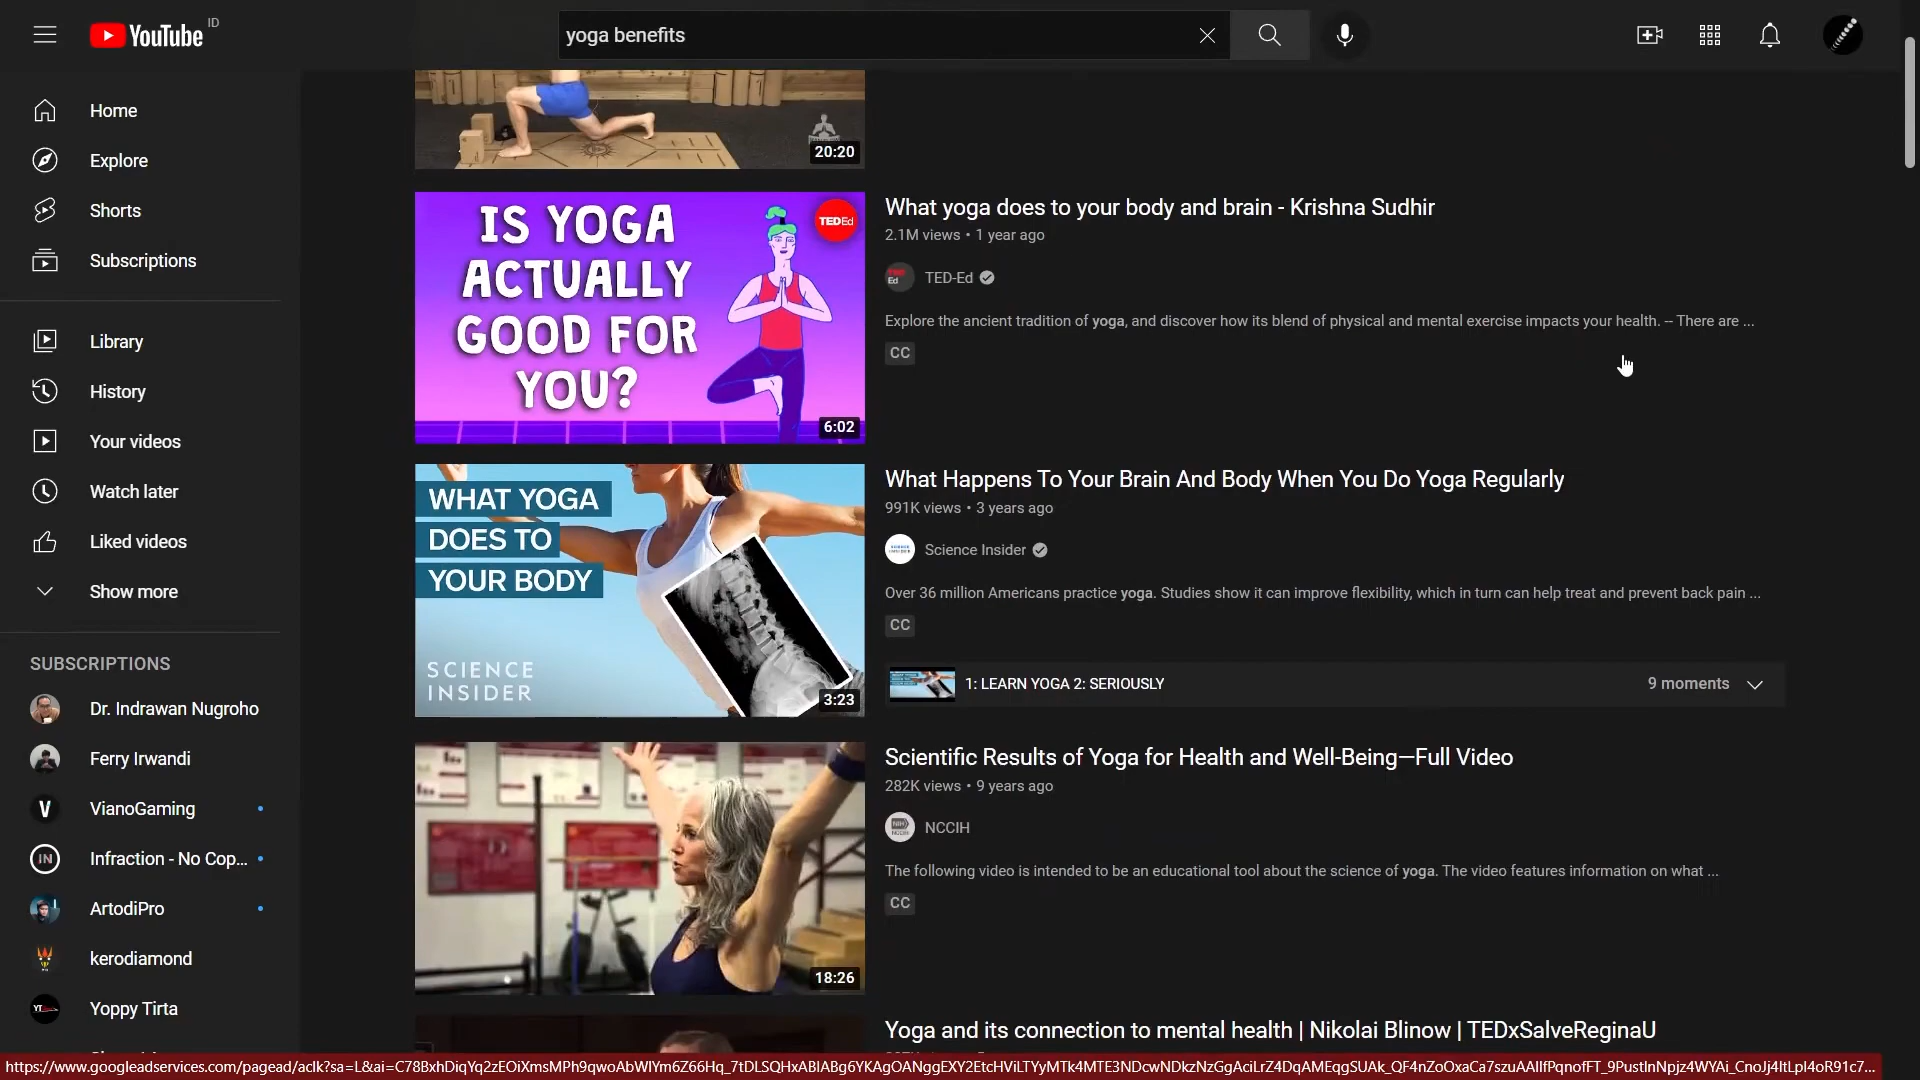 YouTube ID
yoga benefits
Home
Explore
Shorts
Subscriptions
Library
History
Your videos
Watch later
Liked videos
Show more
SUBSCRIPTIONS
Dr. Indrawan Nugroho
Ferry Irwandi
V VianoGaming
IN Infraction - No Cop...
ArtodiPro
kerodiamond
YT Yoppy Tirta
20:20
IS YOGA
ACTUALLY
GOOD FOR
YOU?
TEDEd
6:02
What yoga does to your body and brain - Krishna Sudhir
2.1M views • 1 year ago
TED-Ed
Explore the ancient tradition of yoga, and discover how its blend of physical and mental exercise impacts your health. -- There are ...
CC
WHAT YOGA
DOES TO
YOUR BODY
SCIENCE
INSIDER
3:23
What Happens To Your Brain And Body When You Do Yoga Regularly
991K views • 3 years ago
Science Insider
Over 36 million Americans practice yoga. Studies show it can improve flexibility, which in turn can help treat and prevent back pain ...
CC
1: LEARN YOGA 2: SERIOUSLY
9 moments
18:26
Scientific Results of Yoga for Health and Well-Being—Full Video
282K views • 9 years ago
NCCIH
The following video is intended to be an educational tool about the science of yoga. The video features information on what ...
CC
Yoga and its connection to mental health | Nikolai Blinow | TEDxSalveReginaU